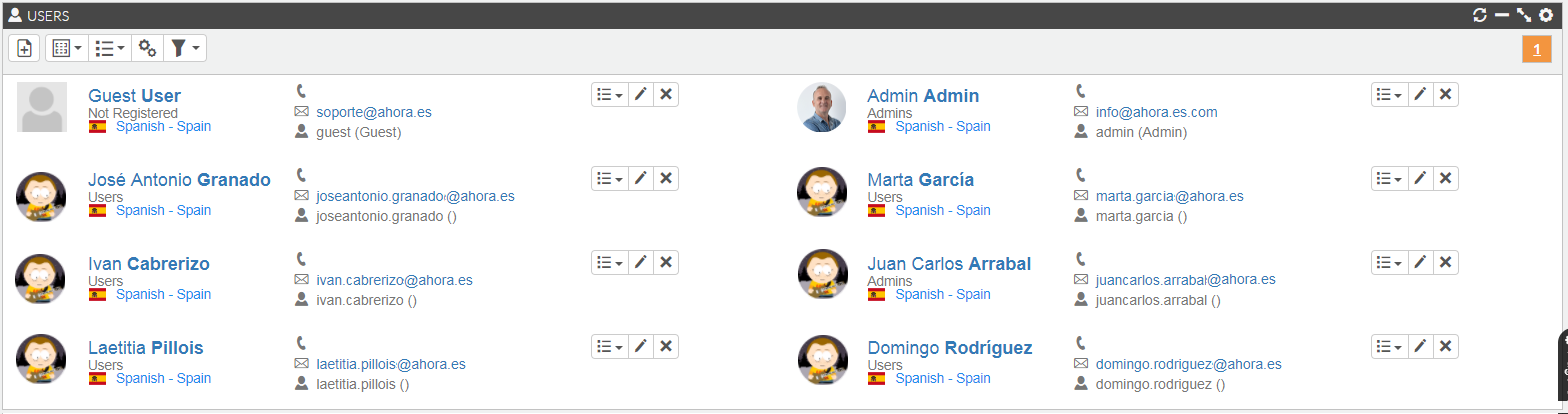 USERS
1
Guest User
Not Registered
Spanish - Spain
soporte@ahora.es
guest (Guest)
Admin Admin
Admins
Spanish - Spain
info@ahora.es.com
admin (Admin)
José Antonio Granado
Users
Spanish - Spain
joseantonio.granado@ahora.es
joseantonio.granado ()
Marta García
Users
Spanish - Spain
marta.garcia@ahora.es
marta.garcia ()
Ivan Cabrerizo
Users
Spanish - Spain
ivan.cabrerizo@ahora.es
ivan.cabrerizo ()
Juan Carlos Arrabal
Admins
Spanish - Spain
juancarlos.arrabal@ahora.es
juancarlos.arrabal ()
Laetitia Pillois
Users
Spanish - Spain
laetitia.pillois@ahora.es
laetitia.pillois ()
Domingo Rodríguez
Users
Spanish - Spain
domingo.rodriguez@ahora.es
domingo.rodriguez ()